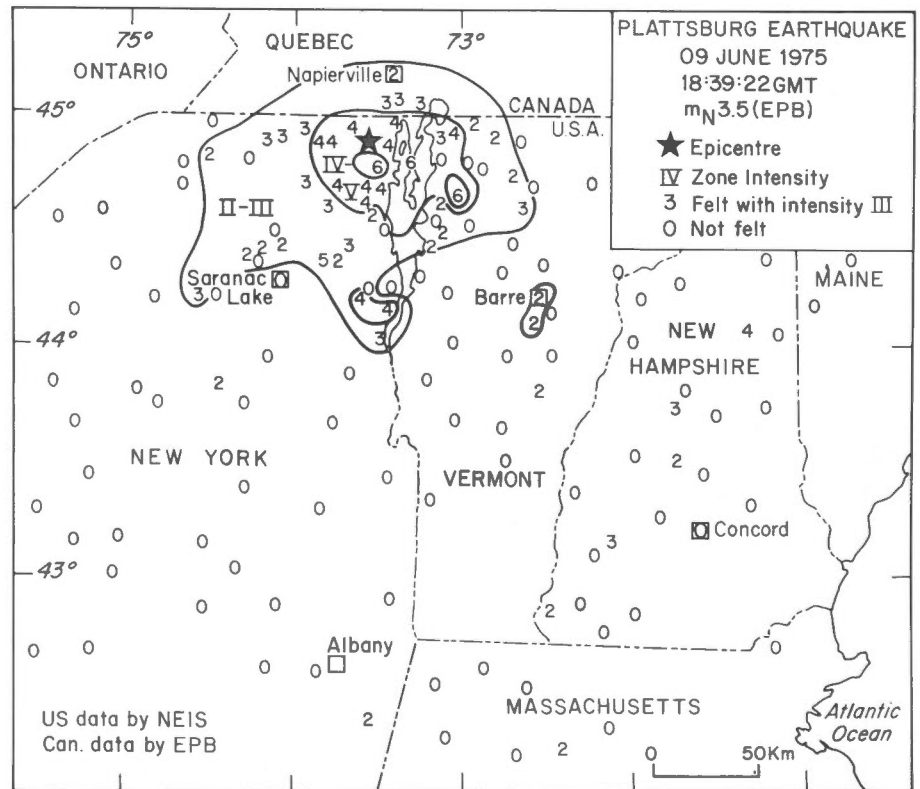 PLATTSBURG EARTHQUAKE
09 JUNE 1975
18:39:22 GMT
mN3.5 (EPB)
Epicentre
IV Zone Intensity
3 Felt with intensity III
0 Not felt
75°
QUEBEC
73°
ONTARIO
Napierville 2
45°
CANADA
U.S.A.
IV-
V
II-III
Saranac
Lake
Barre 2
2
MAINE
NEW
HAMPSHIRE
44°
NEW YORK
VERMONT
Concord
43°
Albany
MASSACHUSETTS
Atlantic
Ocean
US data by NEIS
Can. data by EPB
0 50Km